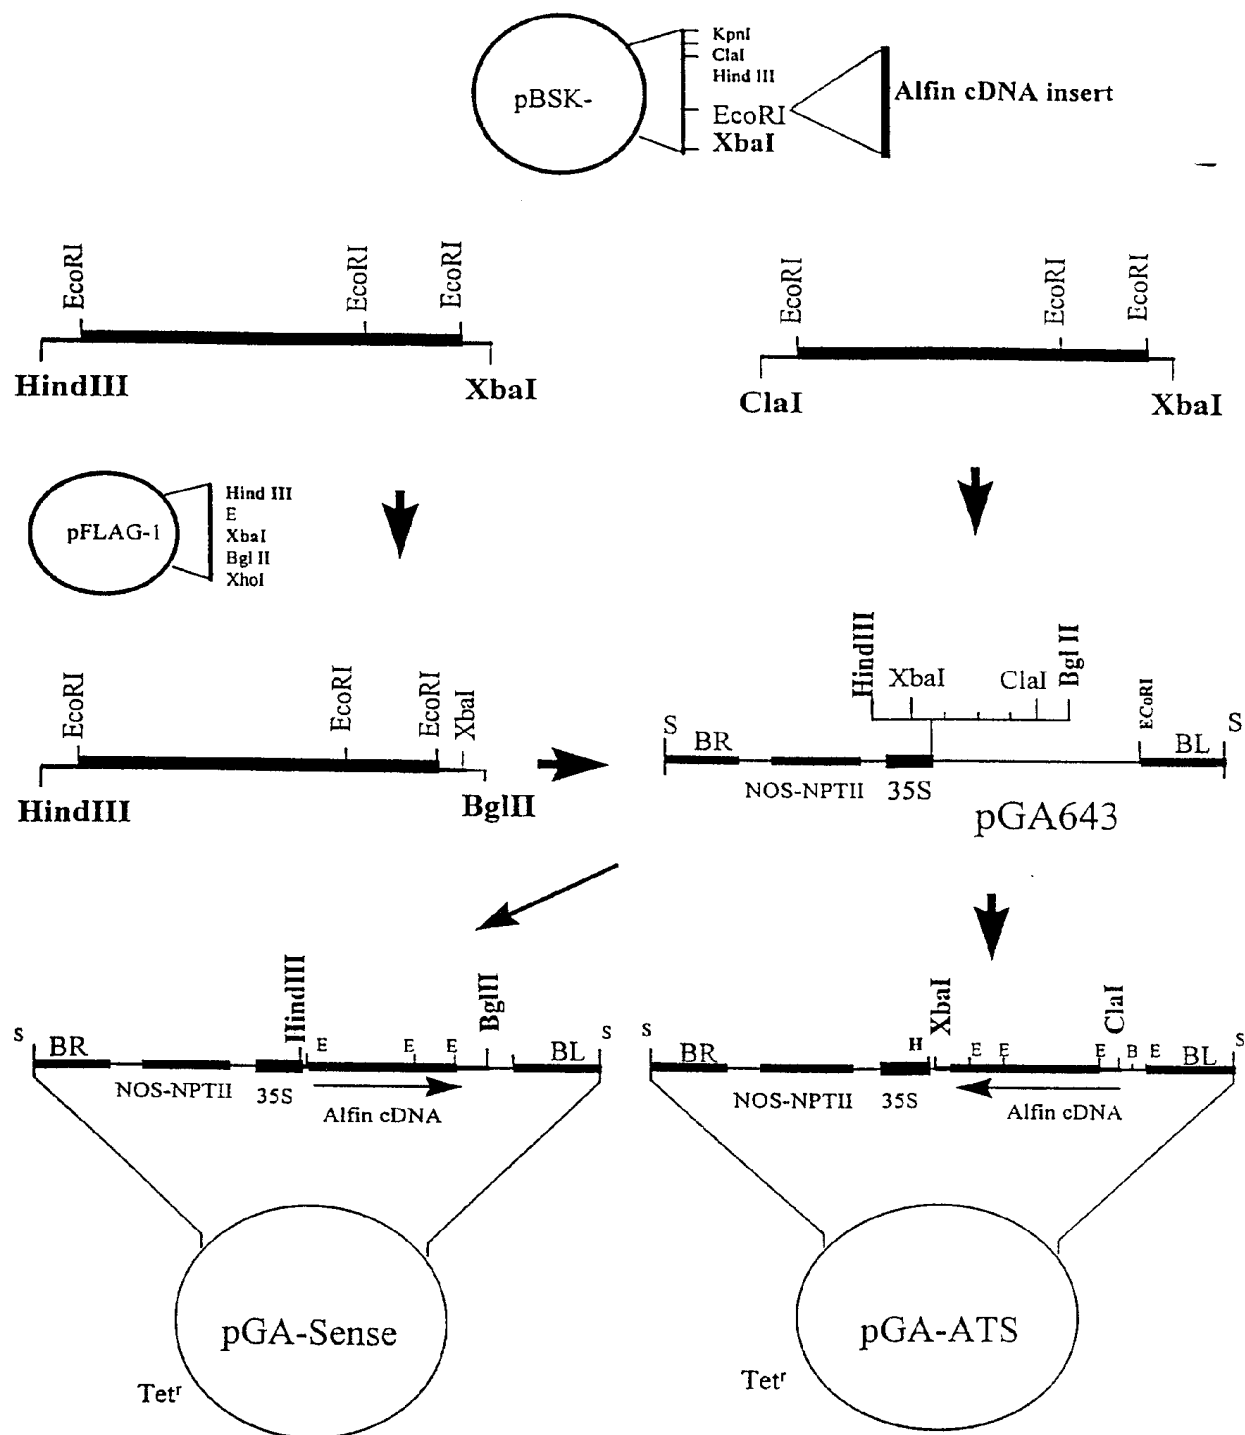 KpnI
ClaI
Hind III
pBSK-
EcoRI
XbaI
Alfin cDNA insert
EcoRI
EcoRI
EcoRI
HindIII
XbaI
EcoRI
EcoRI
EcoRI
ClaI
XbaI
pFLAG-1
Hind III
E
XbaI
Bgl II
XhoI
EcoRI
EcoRI
EcoRI
XbaI
HindIII
BglII
HindIII
XbaI
ClaI
Bgl II
S
BR
ECoRI
BL
S
NOS-NPTII
35S
pGA643
S
BR
HindIII
E
E
E
BglII
BL
S
NOS-NPTII
35S
Alfin cDNA
pGA-Sense
Tetr
S
BR
H
XbaI
E
E
E
ClaI
B
E
BL
S
NOS-NPTII
35S
Alfin cDNA
pGA-ATS
Tetr